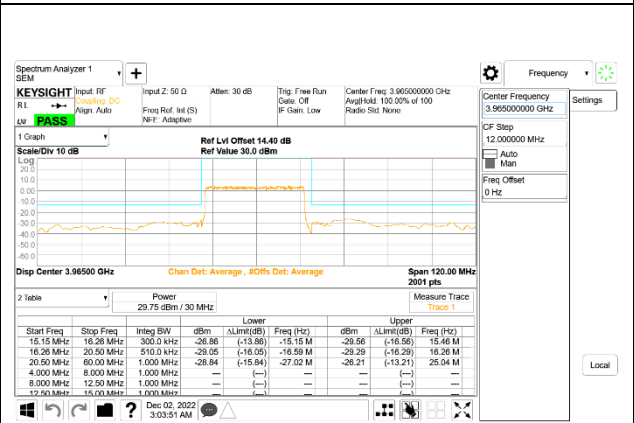 Spectrum Analyzer 1
SEM
+
Frequency
KEYSIGHT Input: RF Input Z: 50 Ω Atten: 30 dB Trig: Free Run Center Freq: 3.965000000 GHz
RL Coupling: DC Gate: Off Avg|Hold: 100.00% of 100
Align: Auto Freq Ref: Int (S) IF Gain: Low Radio Std: None
PASS NFE: Adaptive
Center Frequency
3.965000000 GHz
Settings
CF Step
12.000000 MHz
Auto
Man
Freq Offset
0 Hz
1 Graph
Ref Lvl Offset 14.40 dB
Scale/Div 10 dB Ref Value 30.0 dBm
Log
20.0
10.0
0.00
-10.0
-20.0
-30.0
-40.0
-50.0
-60.0
Disp Center 3.96500 GHz Chan Det: Average, #Offs Det: Average Span 120.00 MHz
2001 pts
2 Table Power Measure Trace
29.75 dBm / 30 MHz Trace 1
Lower Upper
Start Freq Stop Freq Integ BW dBm ΔLimit(dB) Freq (Hz) dBm ΔLimit(dB) Freq (Hz)
15.15 MHz 16.26 MHz 300.0 kHz -26.86 (-13.86) -15.15 M -29.56 (-16.56) 15.46 M
16.26 MHz 20.50 MHz 510.0 kHz -29.05 (-16.05) -16.59 M -29.29 (-16.29) 16.26 M
20.50 MHz 60.00 MHz 1.000 MHz -28.84 (-15.84) -27.02 M -26.21 (-13.21) 25.04 M
4.000 MHz 8.000 MHz 1.000 MHz --- (---) --- (---)
8.000 MHz 12.50 MHz 1.000 MHz --- (---) --- (---)
12.50 MHz 15.00 MHz 1.000 MHz --- (---) --- (---)
Local
? Dec 02, 2022
3:03:51 AM